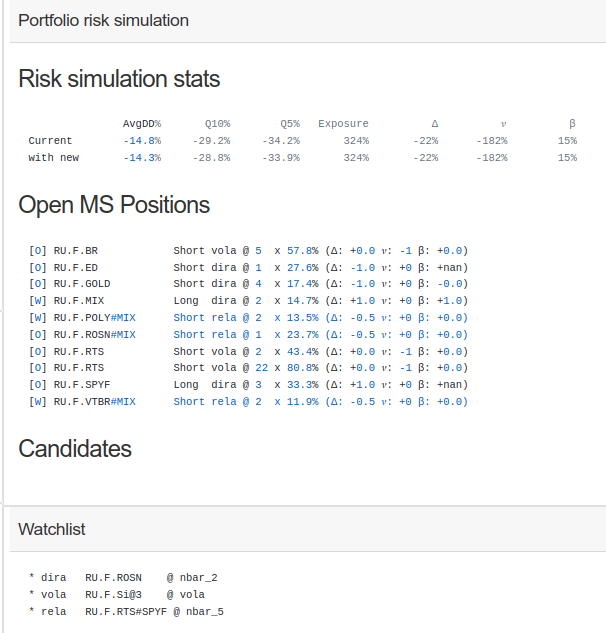 Portfolio risk simulation
Risk simulation stats
AvgDD% Q10% Q5% Exposure Δ ν β
Current -14.8% -29.2% -34.2% 324% -22% -182% 15%
with new -14.3% -28.8% -33.9% 324% -22% -182% 15%
Open MS Positions
[O] RU.F.BR Short vola @ 5 x 57.8% (Δ: +0.0 ν: -1 β: +0.0)
[O] RU.F.ED Short dira @ 1 x 27.6% (Δ: -1.0 ν: +0 β: +nan)
[O] RU.F.GOLD Short dira @ 4 x 17.4% (Δ: -1.0 ν: +0 β: -0.0)
[W] RU.F.MIX Long dira @ 2 x 14.7% (Δ: +1.0 ν: +0 β: +1.0)
[W] RU.F.POLY#MIX Short rela @ 2 x 13.5% (Δ: -0.5 ν: +0 β: +0.0)
[O] RU.F.ROSN#MIX Short rela @ 1 x 23.7% (Δ: -0.5 ν: +0 β: +0.0)
[W] RU.F.RTS Short vola @ 2 x 43.4% (Δ: +0.0 ν: -1 β: +0.0)
[O] RU.F.RTS Short vola @ 22 x 80.8% (Δ: +0.0 ν: -1 β: +0.0)
[O] RU.F.SPYF Long dira @ 3 x 33.3% (Δ: +1.0 ν: +0 β: +nan)
[W] RU.F.VTBR#MIX Short rela @ 2 x 11.9% (Δ: -0.5 ν: +0 β: +0.0)
Candidates
Watchlist
* dira RU.F.ROSN @ nbar_2
* vola RU.F.Si@3 @ vola
* rela RU.F.RTS#SPYF @ nbar_5